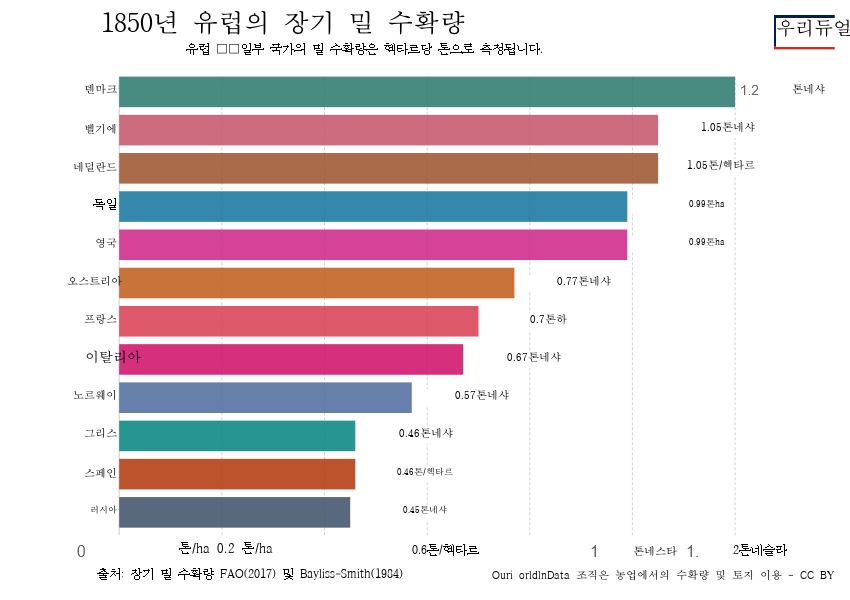 1850년 유럽의 장기 밀 수확량
우리듀얼
유럽 □□일부 국가의 밀 수확량은 헥타르당 톤으로 측정됩니다.
덴마크 1.2 톤네샤
벨기에 1.05톤네샤
네덜란드 1.05톤/헥타르
독일 0.99톤ha
영국 0.99톤ha
오스트리아 0.77톤네샤
프랑스 0.7톤하
이탈리아 0.67톤네샤
노르웨이 0.57톤네샤
그리스 0.46톤네샤
스페인 0.46톤/헥타르
러시아 0.45톤네샤
0 톤/ha 0.2 톤/ha 0.6톤/헥타르 1 톤네스타 1. 2톤네슬라
출처: 장기 밀 수확량 FAO(2017) 및 Bayliss-Smith(1984)
Ouri orldInData 조직은 농업에서의 수확량 및 토지 이용 - CC BY